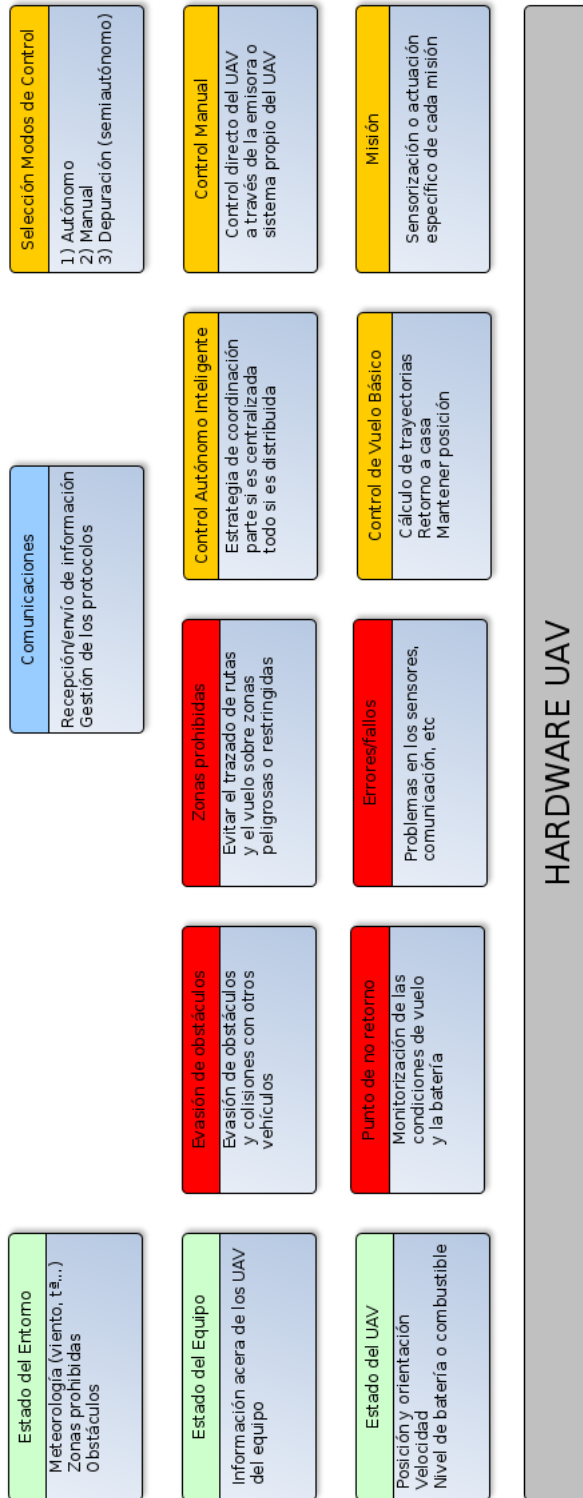 Estado del Entorno
Meteorología (viento, tª...)
Zonas prohibidas
Obstáculos
Comunicaciones
Recepción/envío de información
Gestión de los protocolos
Selección Modos de Control
1) Autónomo
2) Manual
3) Depuración (semiautónomo)
Estado del Equipo
Información acera de los UAV
del equipo
Evasión de obstáculos
Evasión de obstáculos
y colisiones con otros
vehículos
Zonas prohibidas
Evitar el trazado de rutas
y el vuelo sobre zonas
peligrosas o restringidas
Control Autónomo Inteligente
Estrategia de coordinación
parte si es centralizada
todo si es distribuida
Control Manual
Control directo del UAV
a través de la emisora o
sistema propio del UAV
Estado del UAV
Posición y orientación
Velocidad
Nivel de batería o combustible
Punto de no retorno
Monitorización de las
condiciones de vuelo
y la batería
Errores/fallos
Problemas en los sensores,
comunicación, etc
Control de Vuelo Básico
Cálculo de trayectorias
Retorno a casa
Mantener posición
Misión
Sensorización o actuación
específico de cada misión
HARDWARE UAV